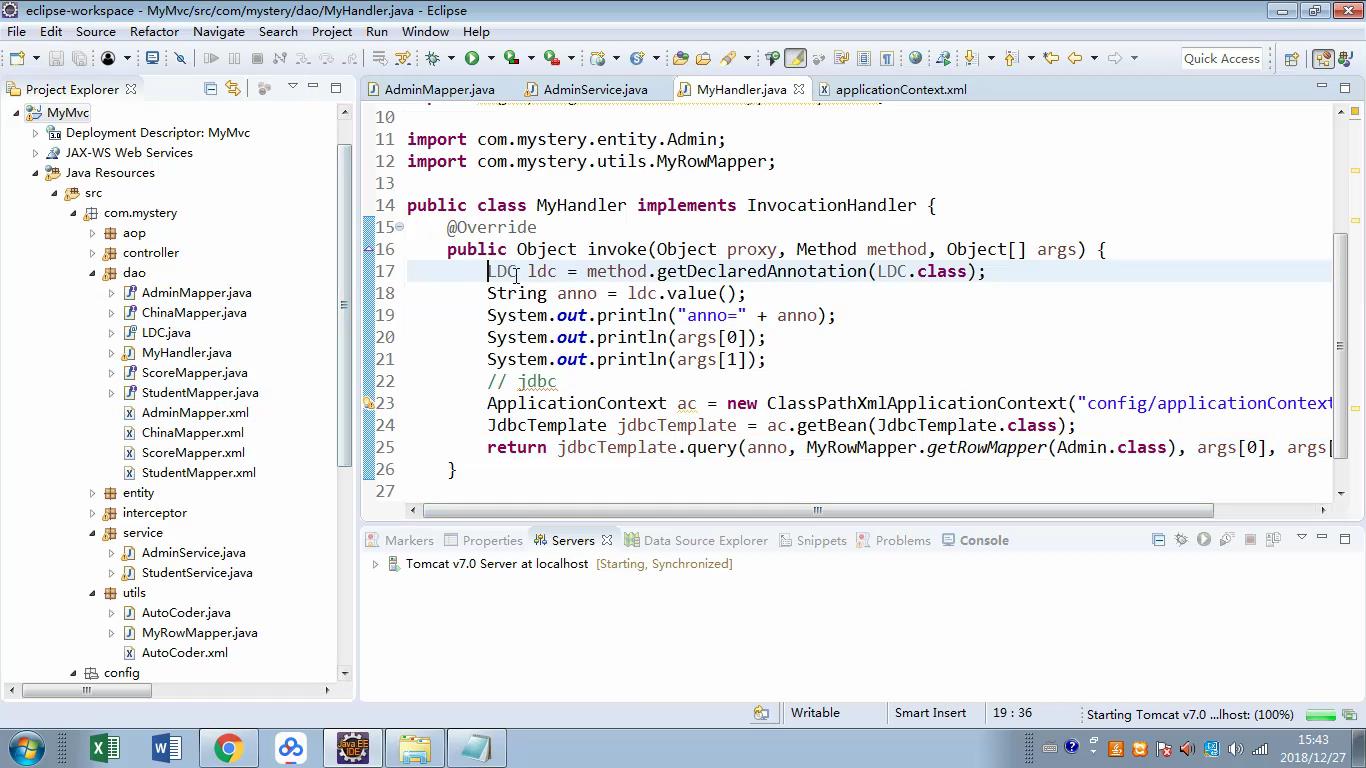 eclipse-workspace - MyMvc/src/com/mystery/dao/MyHandler.java - Eclipse
File Edit Source Refactor Navigate Search Project Run Window Help
Quick Access
Project Explorer
MyMvc
Deployment Descriptor: MyMvc
JAX-WS Web Services
Java Resources
src
com.mystery
aop
controller
dao
AdminMapper.java
ChinaMapper.java
LDC.java
MyHandler.java
ScoreMapper.java
StudentMapper.java
AdminMapper.xml
ChinaMapper.xml
ScoreMapper.xml
StudentMapper.xml
entity
interceptor
service
AdminService.java
StudentService.java
utils
AutoCoder.java
MyRowMapper.java
AutoCoder.xml
config
AdminMapper.java AdminService.java MyHandler.java applicationContext.xml
10
11 import com.mystery.entity.Admin;
12 import com.mystery.utils.MyRowMapper;
13
14 public class MyHandler implements InvocationHandler {
15 @Override
16 public Object invoke(Object proxy, Method method, Object[] args) {
17 LDC ldc = method.getDeclaredAnnotation(LDC.class);
18 String anno = ldc.value();
19 System.out.println("anno=" + anno);
20 System.out.println(args[0]);
21 System.out.println(args[1]);
22 // jdbc
23 ApplicationContext ac = new ClassPathXmlApplicationContext("config/applicationContext
24 JdbcTemplate jdbcTemplate = ac.getBean(JdbcTemplate.class);
25 return jdbcTemplate.query(anno, MyRowMapper.getRowMapper(Admin.class), args[0], args[
26 }
27
Markers Properties Servers Data Source Explorer Snippets Problems Console
Tomcat v7.0 Server at localhost [Starting, Synchronized]
Writable Smart Insert 19 : 36 Starting Tomcat v7.0 ...lhost: (100%)
15:43
2018/12/27